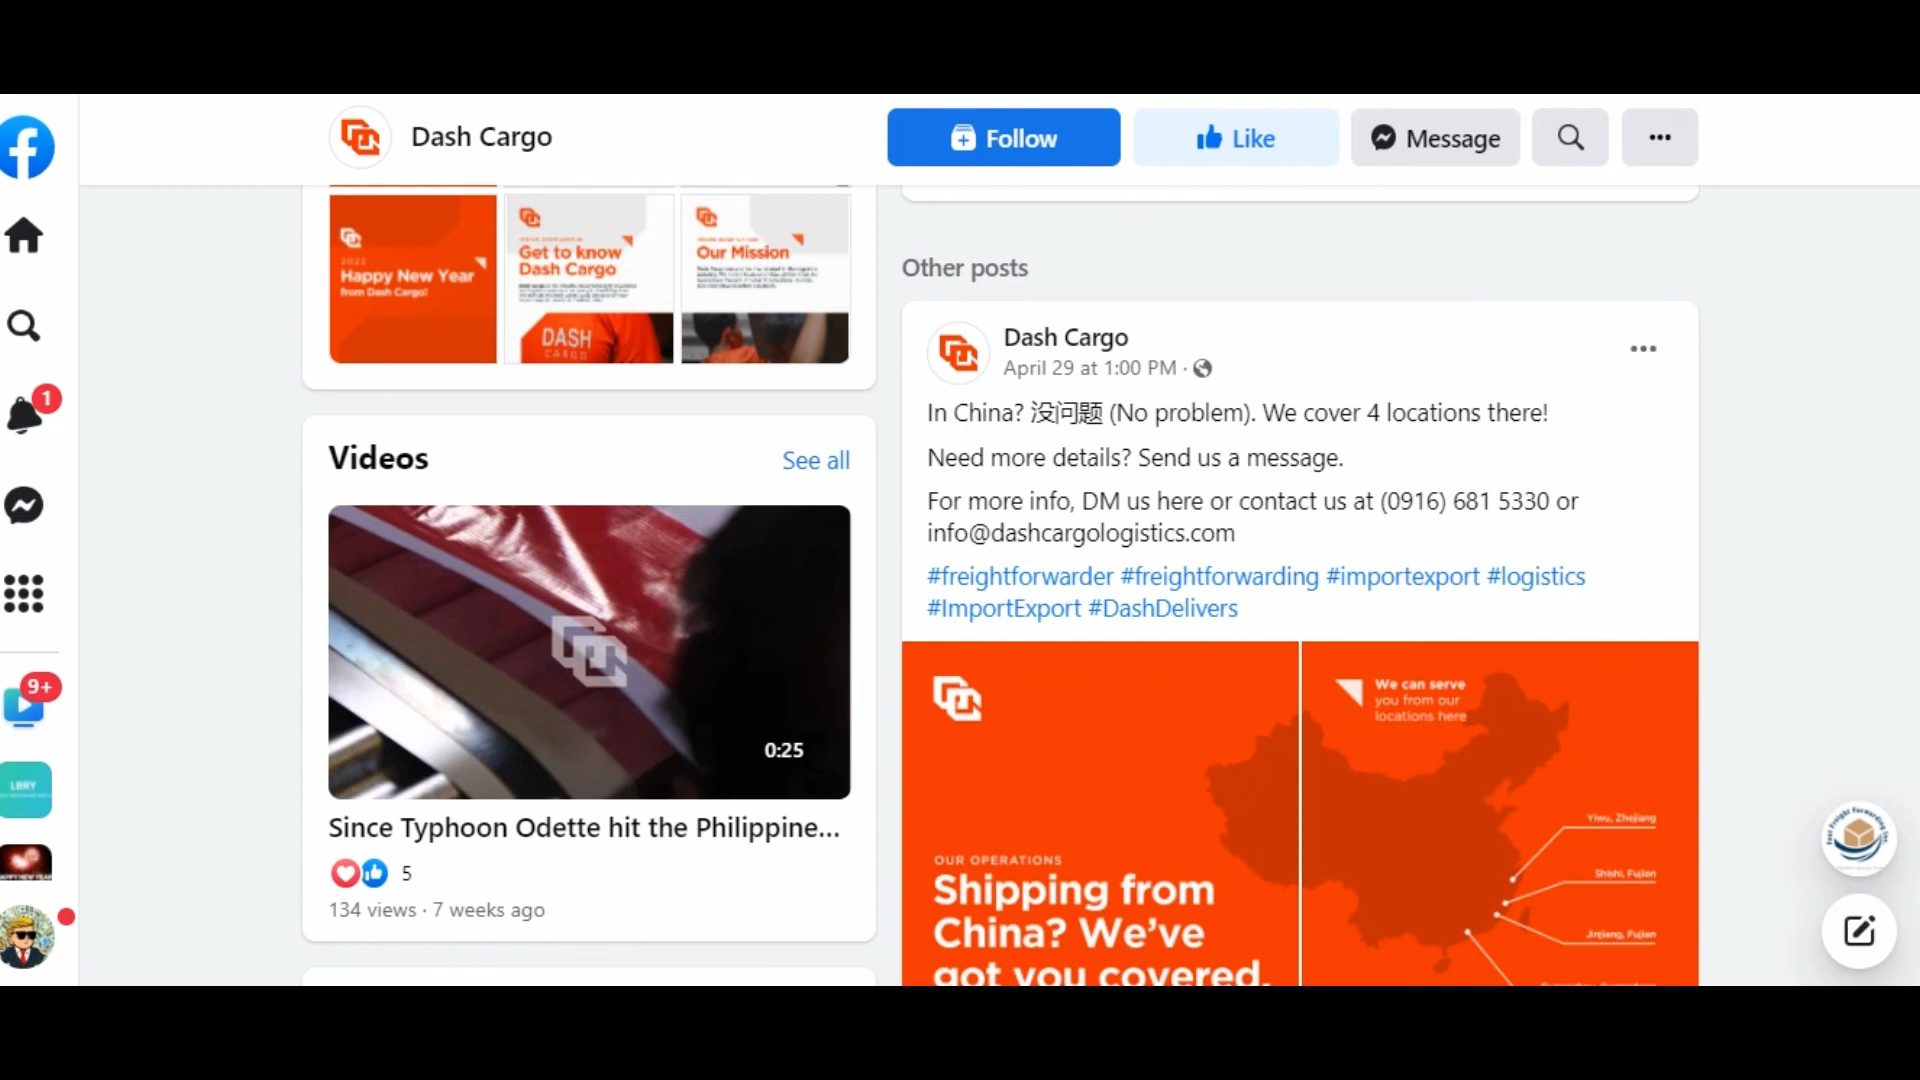 Dash Cargo
Follow
Like
Message
2022
Happy New Year
from Dash Cargo!
Get to know
Dash Cargo
DASH
CARGO
Our Mission
Other posts
Dash Cargo
April 29 at 1:00 PM ·
In China? 没问题 (No problem). We cover 4 locations there!
Need more details? Send us a message.
For more info, DM us here or contact us at (0916) 681 5330 or
info@dashcargologistics.com
#freightforwarder #freightforwarding #importexport #logistics
#ImportExport #DashDelivers
Videos
See all
0:25
Since Typhoon Odette hit the Philippine...
5
134 views · 7 weeks ago
OUR OPERATIONS
Shipping from
China? We've
got you covered.
We can serve
you from our
locations here
Yiwu, Zhejiang
Shishi, Fujian
Jinjiang, Fujian
1
9+
LBRY